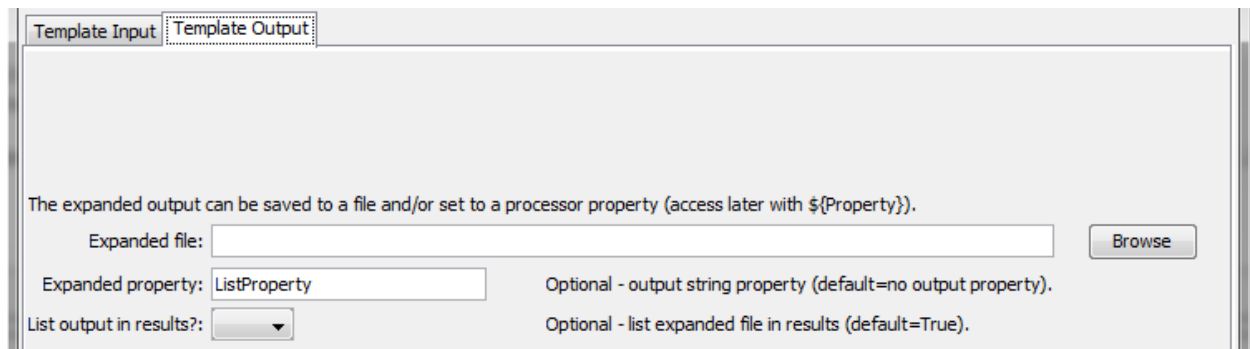 Template Input Template Output
The expanded output can be saved to a file and/or set to a processor property (access later with ${Property}).
Expanded file: Browse
Expanded property: ListProperty Optional - output string property (default=no output property).
List output in results?: Optional - list expanded file in results (default=True).